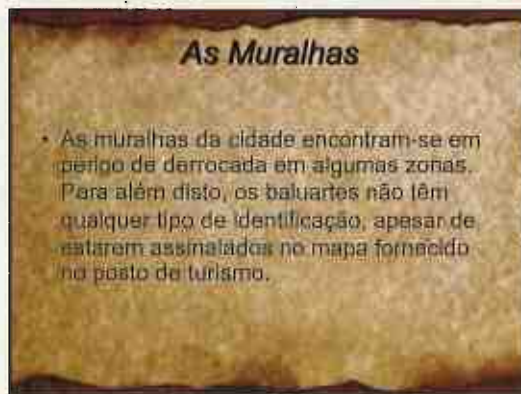 As Muralhas
• As muralhas da cidade encontram-se em
perigo de derrocada em algumas zonas.
Para além disto, os baluartes não têm
qualquer tipo de identificação, apesar de
estarem assinalados no mapa fornecido
no posto de turismo.